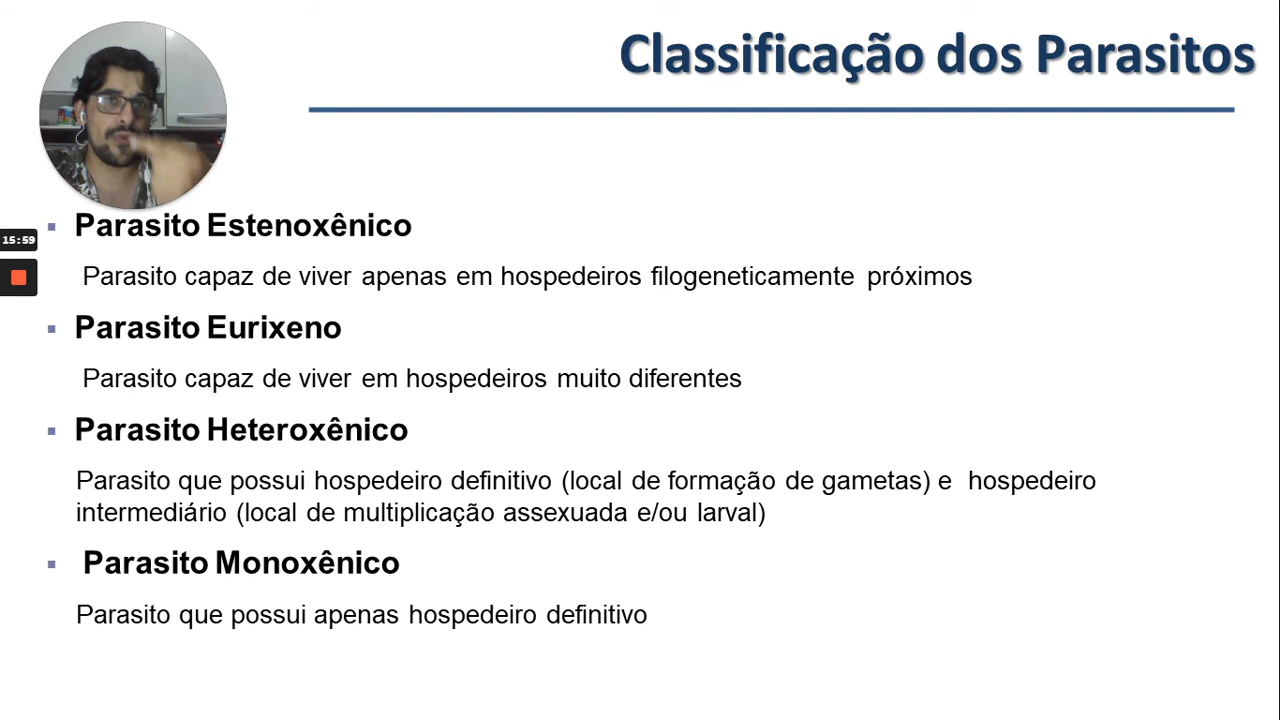 Classificação dos Parasitos
Parasito Estenoxênico
15:59
Parasito capaz de viver apenas em hospedeiros filogeneticamente próximos
Parasito Eurixeno
Parasito capaz de viver em hospedeiros muito diferentes
Parasito Heteroxênico
Parasito que possui hospedeiro definitivo (local de formação de gametas) e hospedeiro
intermediário (local de multiplicação assexuada e/ou larval)
Parasito Monoxênico
Parasito que possui apenas hospedeiro definitivo